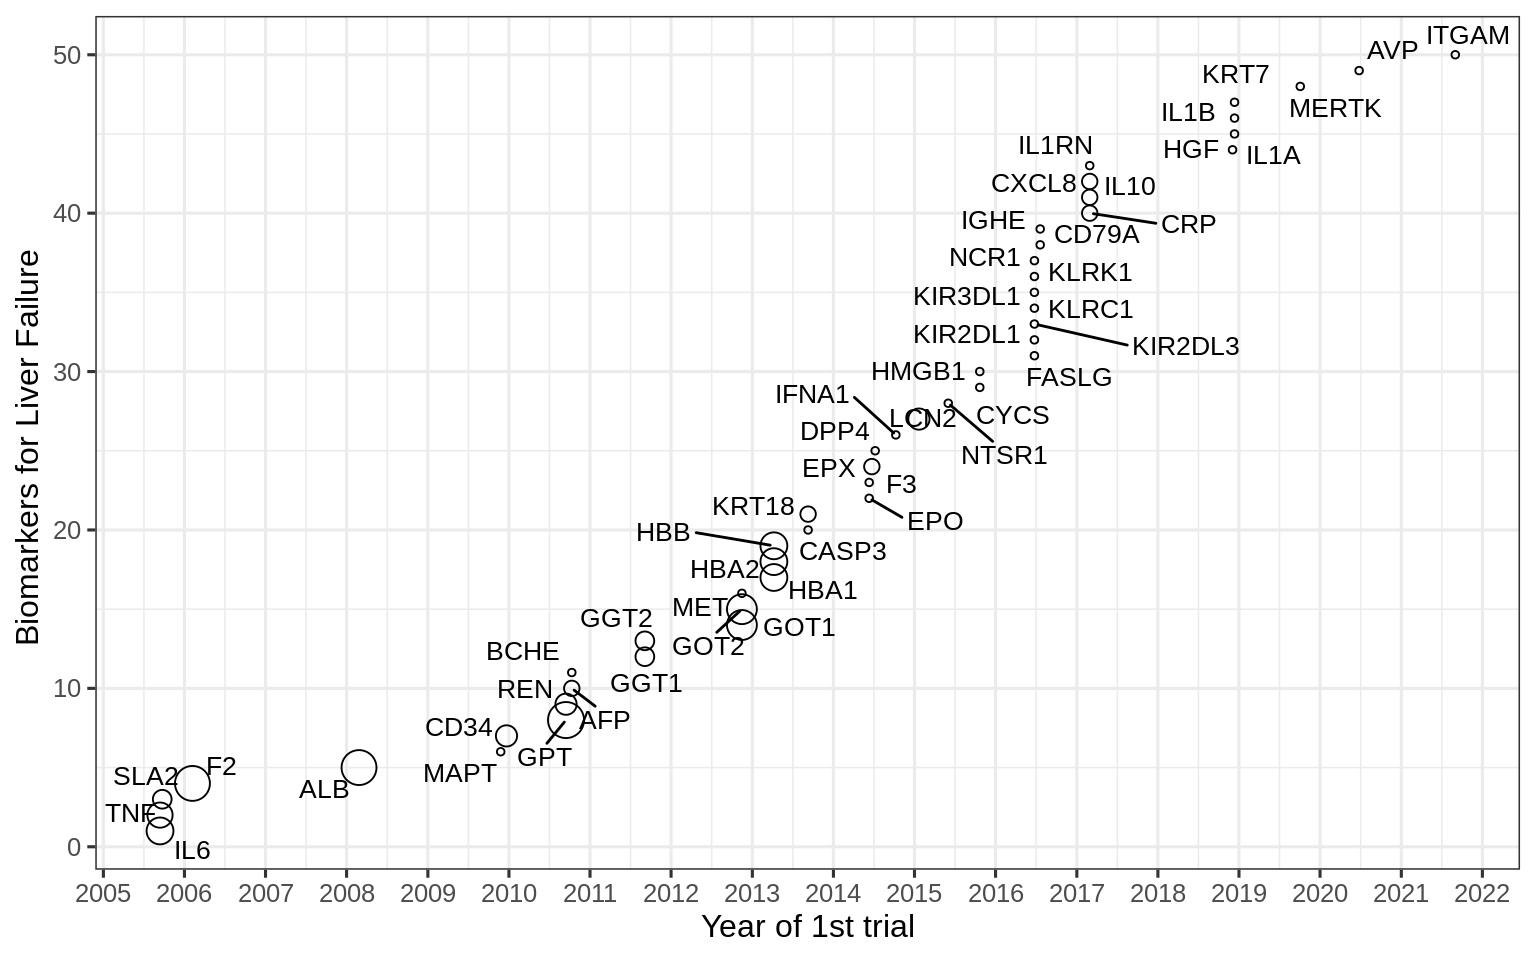 ITGAM
AVP
50
KRT7
MERTK
IL1B
IL1RN
HGF
IL1A
CXCL8
IL10
40
IGHE
CRP
CD79A
NCR1
KLRK1
KIR3DL1
KLRC1
KIR2DL1
KIR2DL3
30
HMGB1
FASLG
IFNA1
LCN2
CYCS
DPP4
NTSR1
EPX
F3
KRT18
EPO
20
HBB
CASP3
HBA2
HBA1
MET
GGT2
GOT1
GOT2
BCHE
10
REN
GGT1
AFP
CD34
GPT
MAPT
F2
SLA2
ALB
TNF
IL6
0
Biomarkers for Liver Failure
2005 2006 2007 2008 2009 2010 2011 2012 2013 2014 2015 2016 2017 2018 2019 2020 2021 2022
Year of 1st trial